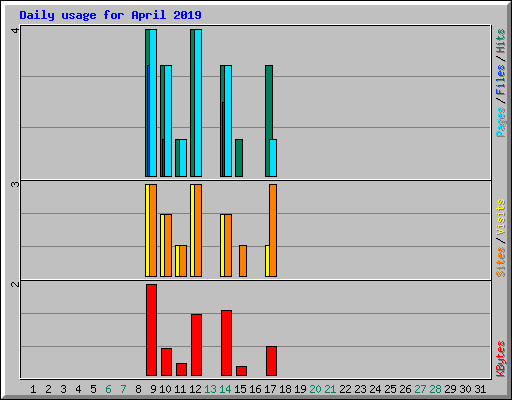 Daily usage for April 2019
4
Pages / Files / Hits
3
Sites / Visits
2
KBytes
1 2 3 4 5 6 7 8 9 10 11 12 13 14 15 16 17 18 19 20 21 22 23 24 25 26 27 28 29 30 31